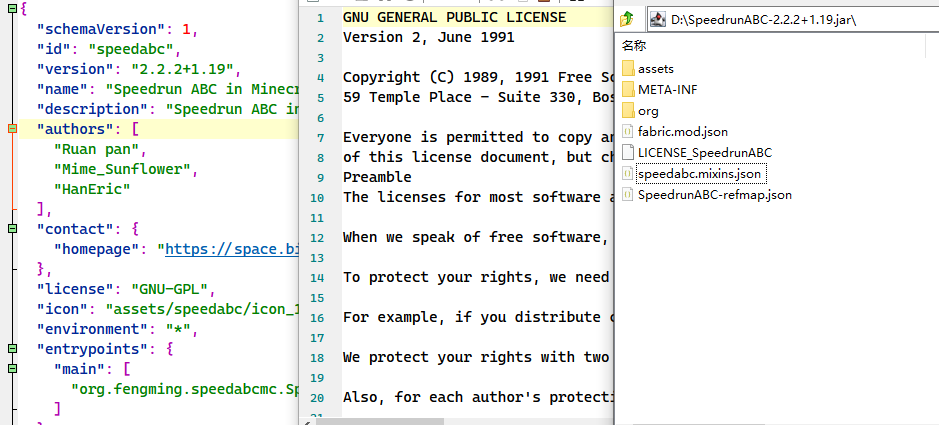 {
"schemaVersion": 1,
"id": "speedabc",
"version": "2.2.2+1.19",
"name": "Speedrun ABC in Minecr
"description": "Speedrun ABC in
"authors": [
"Ruan pan",
"Mime_Sunflower",
"HanEric"
],
"contact": {
"homepage": "https://space.bi
},
"license": "GNU-GPL",
"icon": "assets/speedabc/icon_1
"environment": "*",
"entrypoints": {
"main": [
"org.fengming.speedabcmc.Sp
]
1 GNU GENERAL PUBLIC LICENSE
2 Version 2, June 1991
3
4 Copyright (C) 1989, 1991 Free So
5 59 Temple Place - Suite 330, Bos
6
7 Everyone is permitted to copy an
8 of this license document, but ch
9 Preamble
10 The licenses for most software a
11
12 When we speak of free software,
13
14 To protect your rights, we need
15
16 For example, if you distribute c
17
18 We protect your rights with two
19
20 Also, for each author's protecti
D:\SpeedrunABC-2.2.2+1.19.jar\
名称
assets
META-INF
org
fabric.mod.json
LICENSE_SpeedrunABC
speedabc.mixins.json
SpeedrunABC-refmap.json